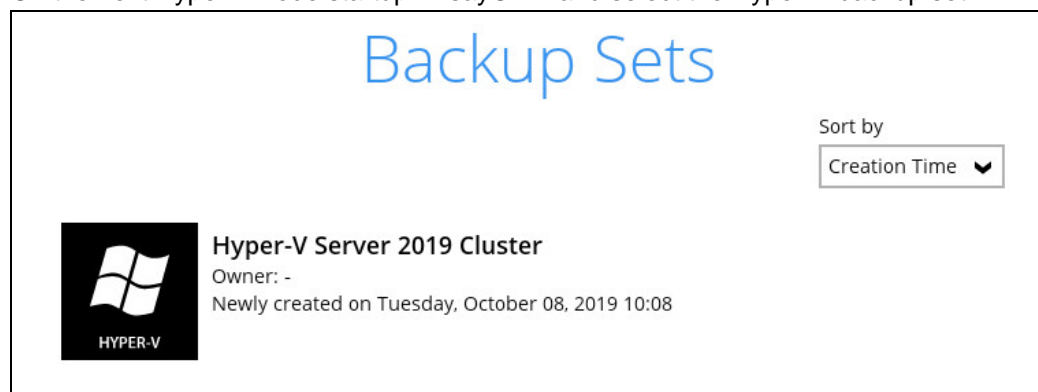 Backup Sets
Sort by
Creation Time
Hyper-V Server 2019 Cluster
Owner: -
Newly created on Tuesday, October 08, 2019 10:08
HYPER-V